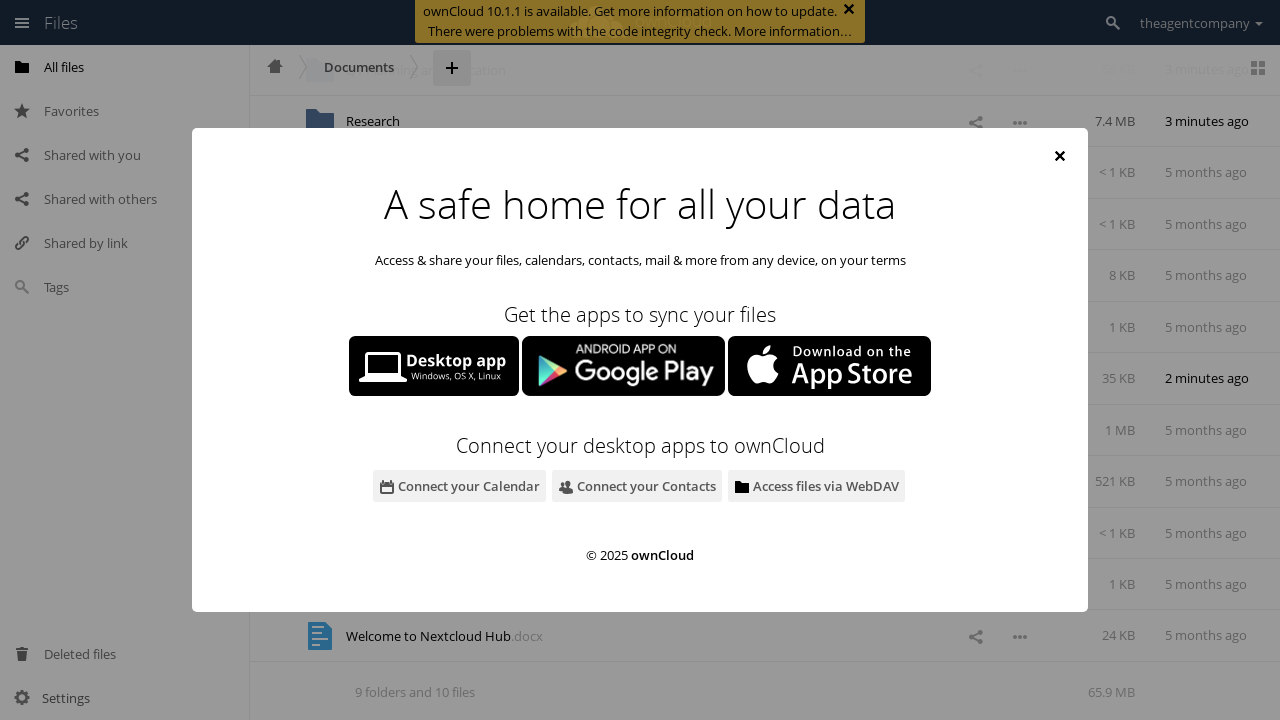 Files
ownCloud 10.1.1 is available. Get more information on how to update.
There were problems with the code integrity check. More information…
theagentcompany
All files
Favorites
Shared with you
Shared with others
Shared by link
Tags
Deleted files
Settings
Documents
3 minutes ago
Research
7.4 MB
3 minutes ago
< 1 KB
5 months ago
< 1 KB
5 months ago
8 KB
5 months ago
1 KB
5 months ago
35 KB
2 minutes ago
1 MB
5 months ago
521 KB
5 months ago
< 1 KB
5 months ago
1 KB
5 months ago
Welcome to Nextcloud Hub.docx
24 KB
5 months ago
9 folders and 10 files
65.9 MB
A safe home for all your data
Access & share your files, calendars, contacts, mail & more from any device, on your terms
Get the apps to sync your files
Desktop app
Windows, OS X, Linux
ANDROID APP ON
Google Play
Download on the
App Store
Connect your desktop apps to ownCloud
Connect your Calendar
Connect your Contacts
Access files via WebDAV
© 2025 ownCloud